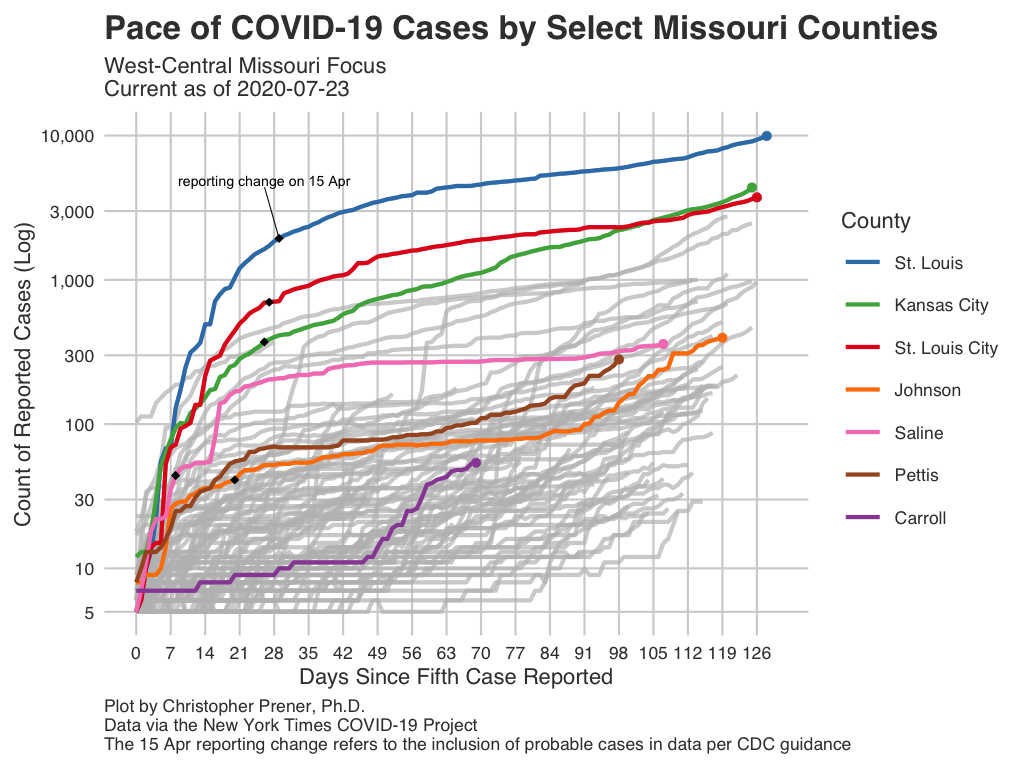 Pace of COVID-19 Cases by Select Missouri Counties
West-Central Missouri Focus
Current as of 2020-07-23
Count of Reported Cases (Log)
10,000
3,000
1,000
300
100
30
10
5
reporting change on 15 Apr
0 7 14 21 28 35 42 49 56 63 70 77 84 91 98 105 112 119 126
Days Since Fifth Case Reported
County
St. Louis
Kansas City
St. Louis City
Johnson
Saline
Pettis
Carroll
Plot by Christopher Prener, Ph.D.
Data via the New York Times COVID-19 Project
The 15 Apr reporting change refers to the inclusion of probable cases in data per CDC guidance